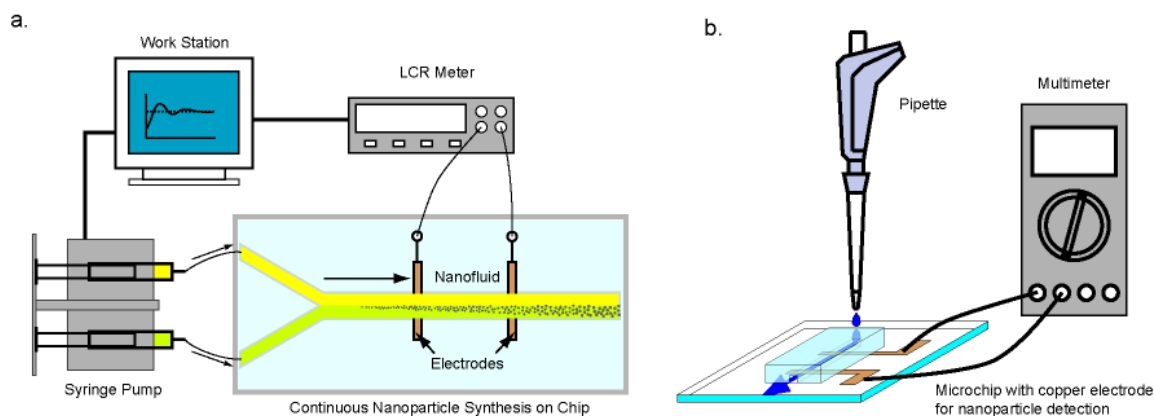 a.
Work Station
LCR Meter
Nanofluid
Electrodes
Syringe Pump
Continuous Nanoparticle Synthesis on Chip
b.
Pipette
Multimeter
Microchip with copper electrode
for nanoparticle detection